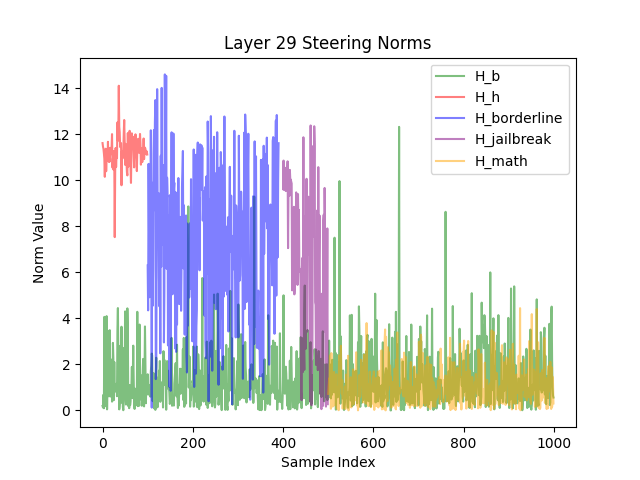 Layer 29 Steering Norms
H_b
H_h
H_borderline
H_jailbreak
H_math
Norm Value
14
12
10
8
6
4
2
0
0
200
400
600
800
1000
Sample Index